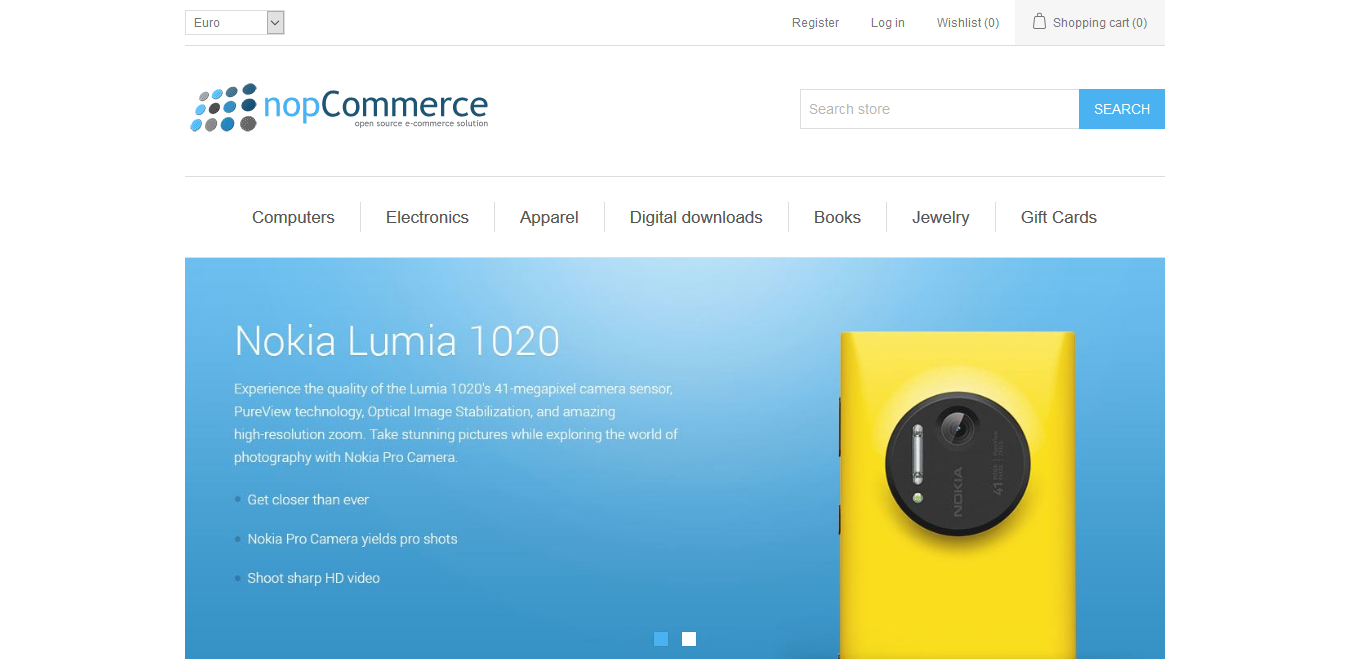 Euro
Register
Log in
Wishlist (0)
Shopping cart (0)
nopCommerce
open source e-commerce solution
Search store
SEARCH
Computers
Electronics
Apparel
Digital downloads
Books
Jewelry
Gift Cards
Nokia Lumia 1020
Experience the quality of the Lumia 1020's 41-megapixel camera sensor,
PureView technology, Optical Image Stabilization, and amazing
high-resolution zoom. Take stunning pictures while exploring the world of
photography with Nokia Pro Camera.
Get closer than ever
Nokia Pro Camera yields pro shots
Shoot sharp HD video
NOKIA
41